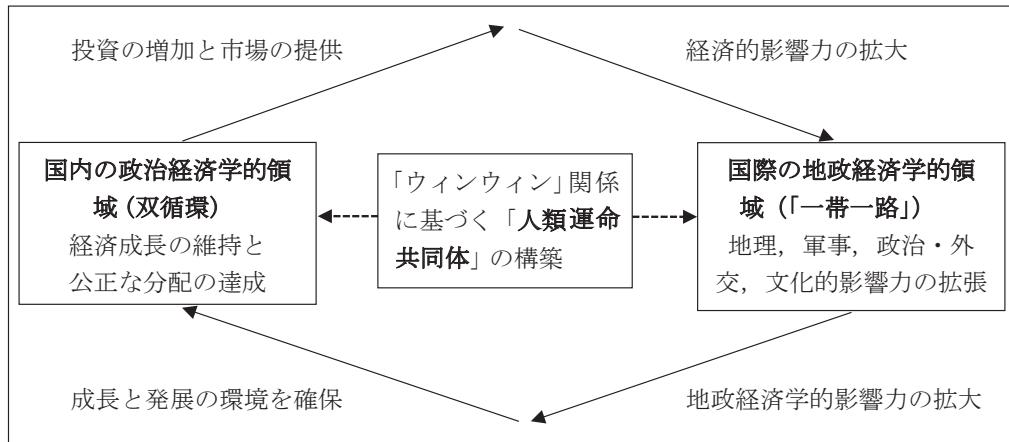 投資の増加と市場の提供
経済的影響力の拡大
国内の政治経済学的領
域（双循環）
経済成長の維持と
公正な分配の達成
「ウィンウィン」関係
に基づく「人類運命
共同体」の構築
国際の地政経済学的領
域（「一帯一路」）
地理，軍事，政治・外
交，文化的影響力の拡張
成長と発展の環境を確保
地政経済学的影響力の拡大